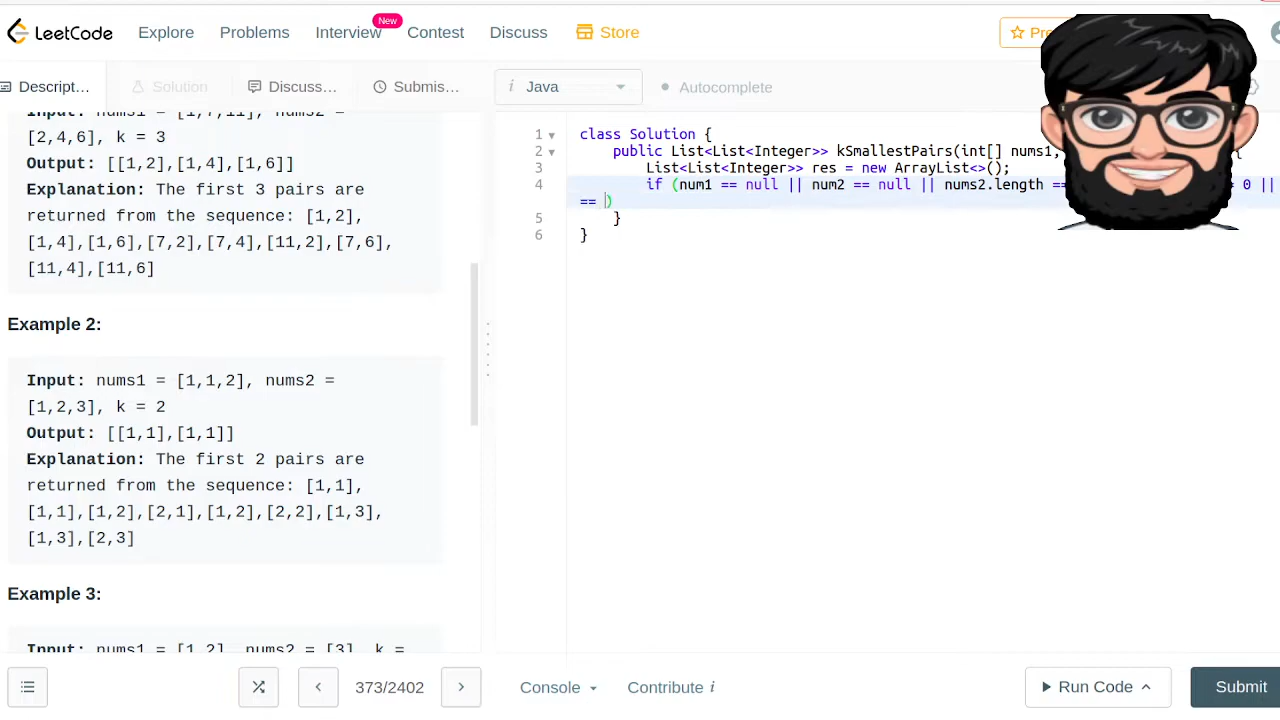 LeetCode Explore Problems Interview New Contest Discuss Store
Descript... Solution Discuss... Submis... i Java Autocomplete
[2,4,6], k = 3
Output: [[1,2],[1,4],[1,6]]
Explanation: The first 3 pairs are
returned from the sequence: [1,2],
[1,4],[1,6],[7,2],[7,4],[11,2],[7,6],
[11,4],[11,6]
Example 2:
Input: nums1 = [1,1,2], nums2 =
[1,2,3], k = 2
Output: [[1,1],[1,1]]
Explanation: The first 2 pairs are
returned from the sequence: [1,1],
[1,1],[1,2],[2,1],[1,2],[2,2],[1,3],
[1,3],[2,3]
Example 3:
Input: nums1 = [1,2], nums2 = [3], k =
1 class Solution {
2 public List<List<Integer>> kSmallestPairs(int[] nums1, {
3 List<List<Integer>> res = new ArrayList<>();
4 if (num1 == null || num2 == null || nums2.length == 0 ||
== )
5 }
6 }
373/2402 Console Contribute i Run Code Submit